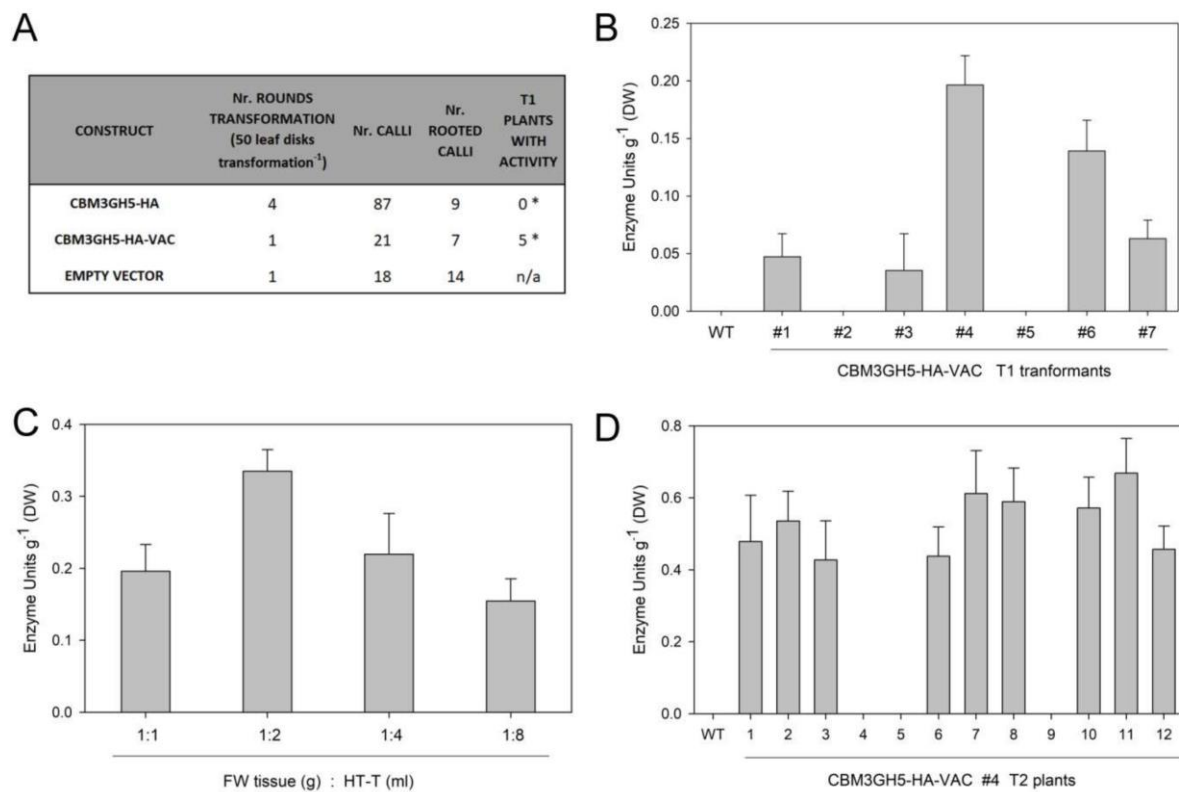 A
CONSTRUCT
Nr. ROUNDS
TRANSFORMATION
(50 leaf disks
transformation-1)
Nr. CALLI
Nr.
ROOTED
CALLI
T1
PLANTS
WITH
ACTIVITY
CBM3GH5-HA 4 87 9 0 *
CBM3GH5-HA-VAC 1 21 7 5 *
EMPTY VECTOR 1 18 14 n/a
B
Enzyme Units g-1 (DW)
0.25
0.20
0.15
0.10
0.05
0.00
WT #1 #2 #3 #4 #5 #6 #7
CBM3GH5-HA-VAC T1 tranformants
C
Enzyme Units g-1 (DW)
0.4
0.3
0.2
0.1
0.0
1:1 1:2 1:4 1:8
FW tissue (g) : HT-T (ml)
D
Enzyme Units g-1 (DW)
0.8
0.6
0.4
0.2
0.0
WT 1 2 3 4 5 6 7 8 9 10 11 12
CBM3GH5-HA-VAC #4 T2 plants